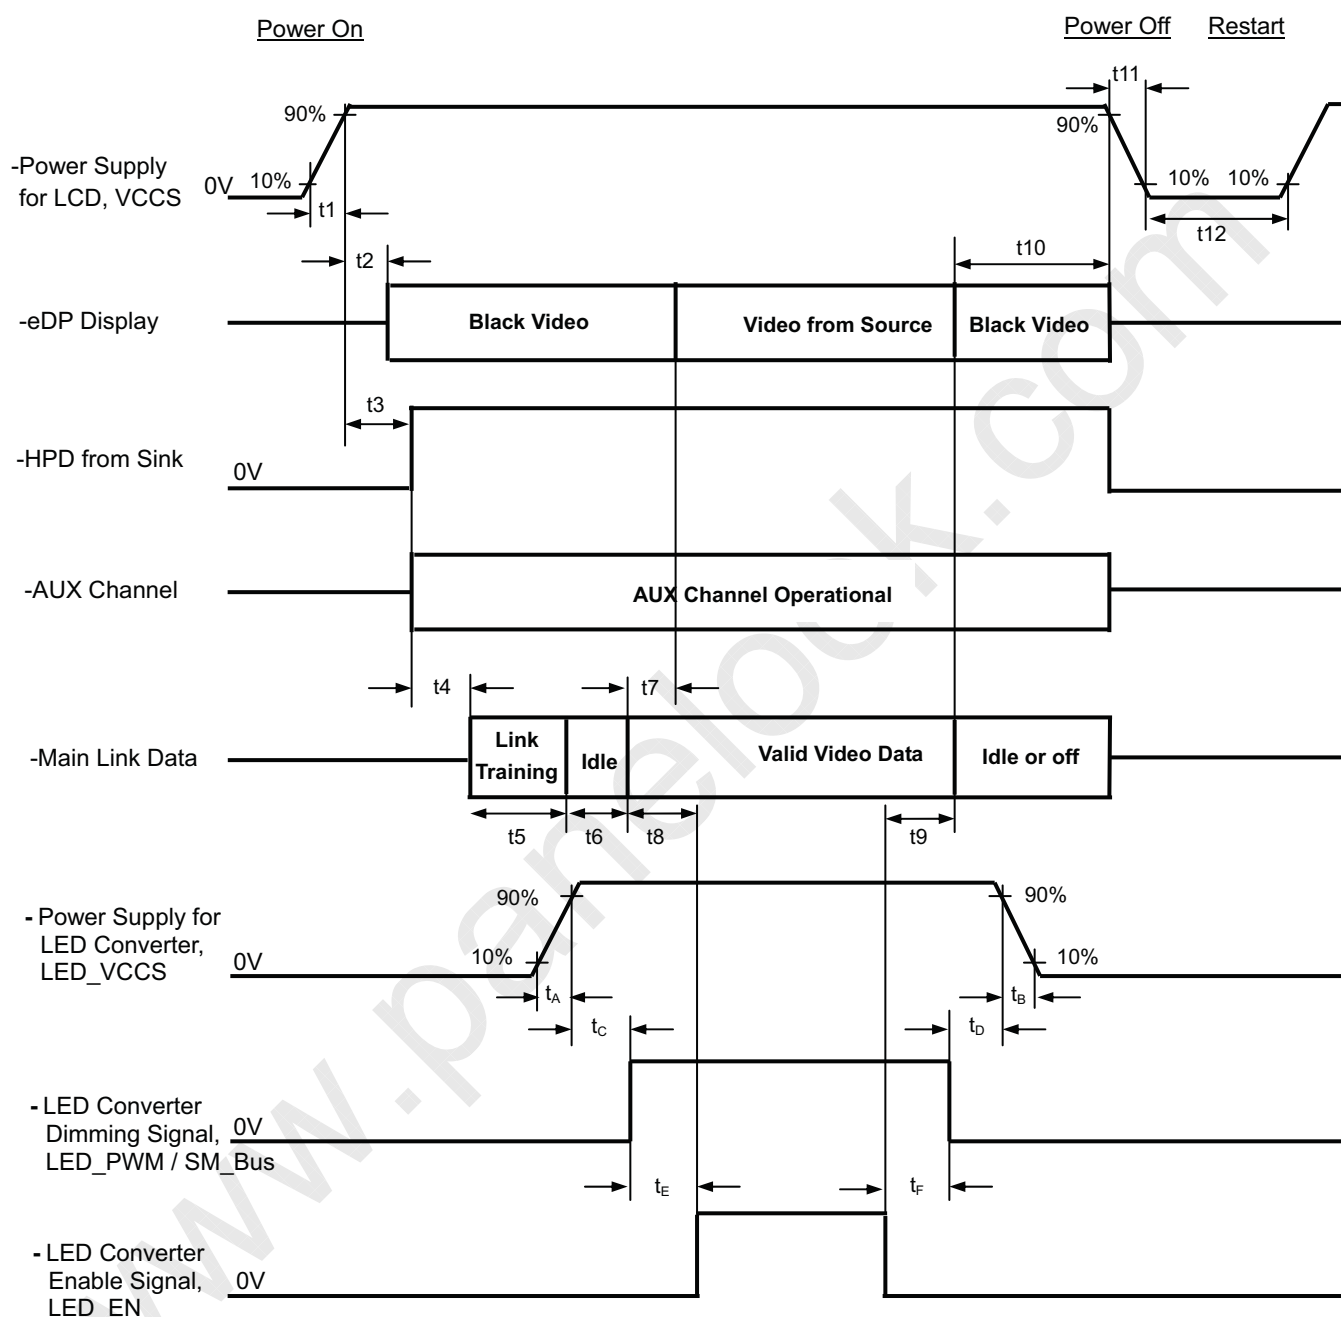 Power On
Power Off
Restart
t11
90%
90%
-Power Supply
for LCD, VCCS
0V
10%
t1
10%
10%
t12
t2
t10
-eDP Display
Black Video
Video from Source
Black Video
t3
-HPD from Sink
0V
-AUX Channel
AUX Channel Operational
t4
t7
-Main Link Data
Link
Training
Idle
Valid Video Data
Idle or off
t5
t6
t8
t9
90%
90%
- Power Supply for
LED Converter,
LED_VCCS
0V
10%
10%
tA
tB
tC
tD
- LED Converter
Dimming Signal,
LED_PWM / SM_Bus
0V
tE
tF
- LED Converter
Enable Signal,
LED_EN
0V
www.panelook.com